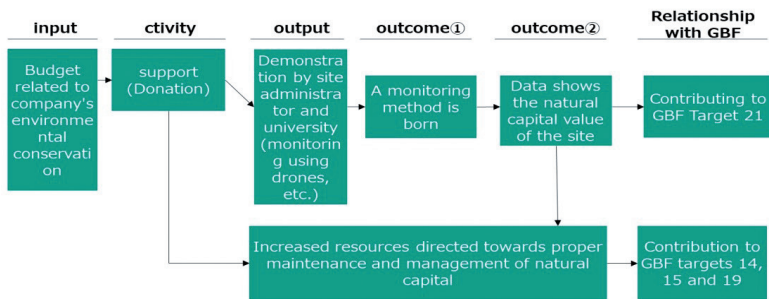 input
ctivity
output
outcome①
outcome②
Relationship
with GBF
Budget
related to
company's
environme
ntal
conservati
on
support
(Donation)
Demonstra
tion by site
administra
tor and
university
(monitorin
g using
drones,
etc.)
A monitoring
method is
born
Data shows
the natural
capital value
of the site
Contributing to
GBF Target 21
Increased resources directed towards proper
maintenance and management of natural
capital
Contribution to
GBF targets 14,
15 and 19